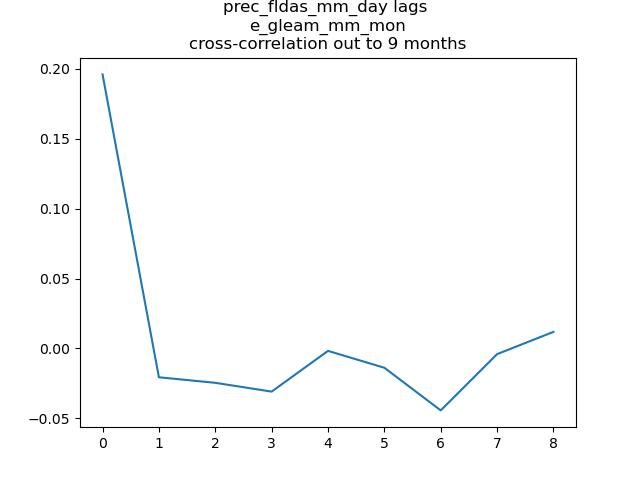 prec_fldas_mm_day lags
e_gleam_mm_mon
cross-correlation out to 9 months
0.20
0.15
0.10
0.05
0.00
−0.05
0 1 2 3 4 5 6 7 8